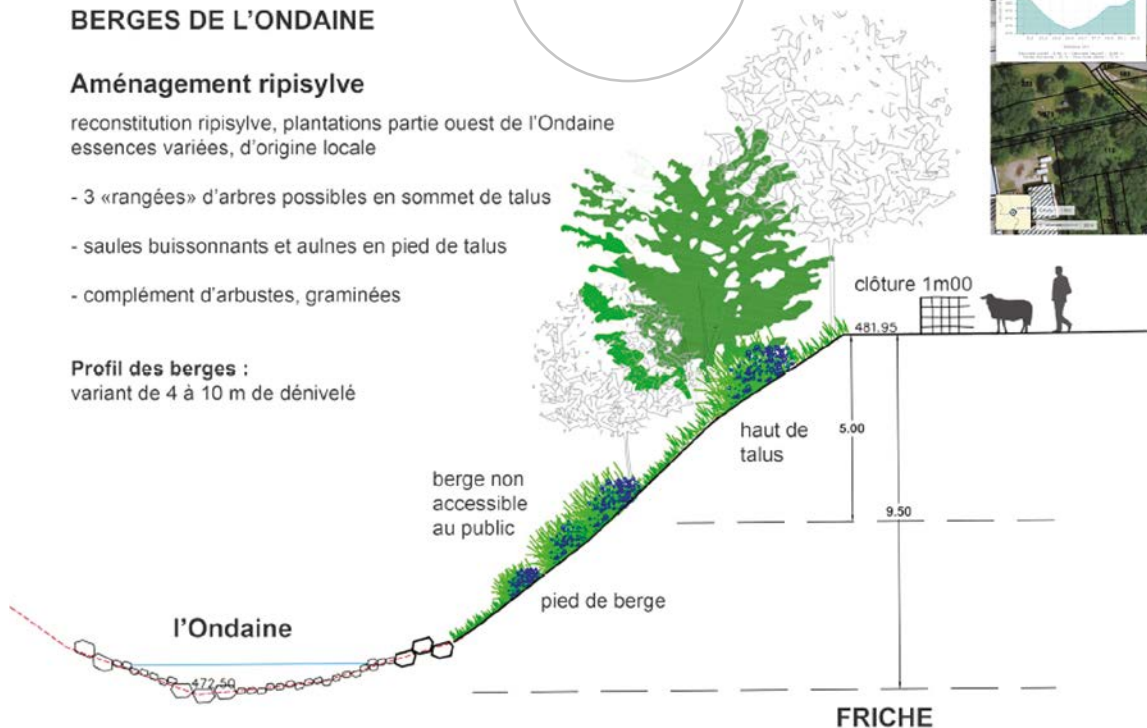 BERGES DE L'ONDAINE
Aménagement ripisylve
reconstitution ripisylve, plantations partie ouest de l'Ondaine
essences variées, d'origine locale
- 3 «rangées» d'arbres possibles en sommet de talus
- saules buissonnants et aulnes en pied de talus
- complément d'arbustes, graminées
Profil des berges :
variant de 4 à 10 m de dénivelé
clôture 1m00
481.95
haut de
talus
5.00
9.50
berge non
accessible
au public
pied de berge
l'Ondaine
472.50
FRICHE